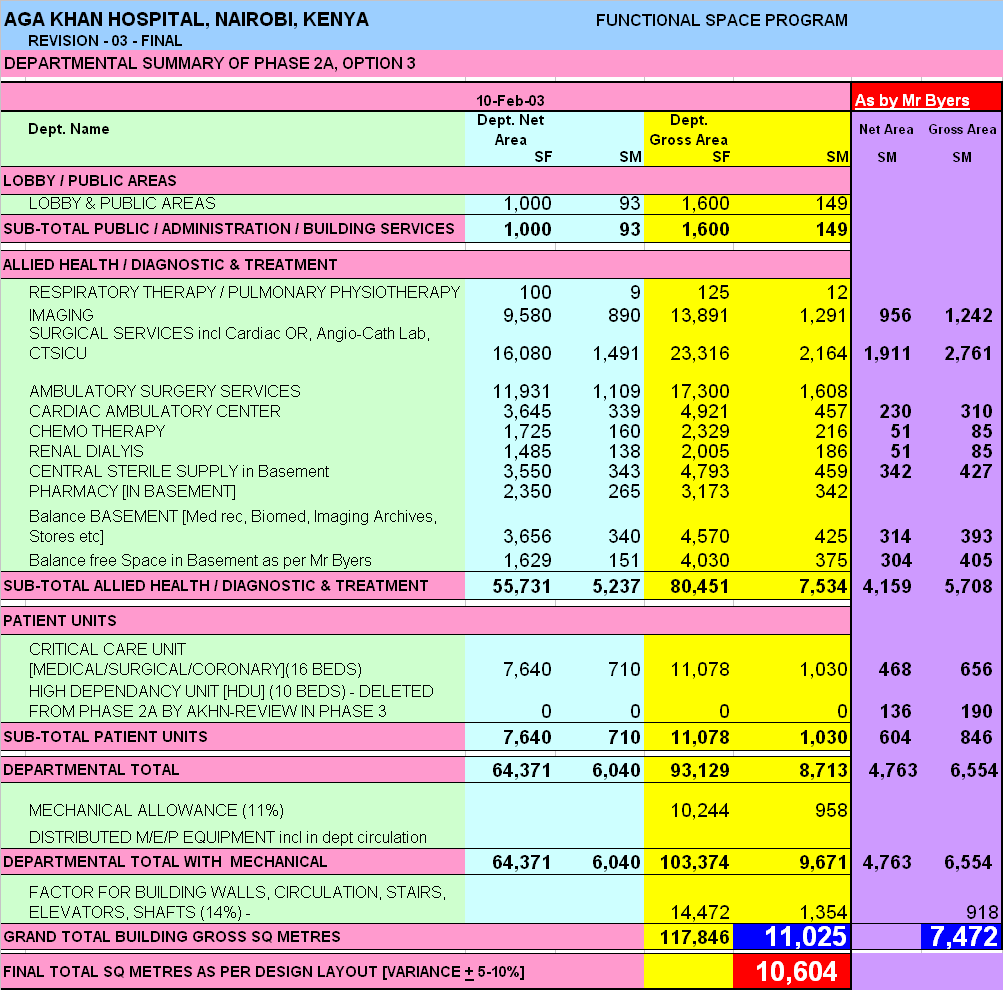 AGA KHAN HOSPITAL, NAIROBI, KENYA FUNCTIONAL SPACE PROGRAM
REVISION - 03 - FINAL
DEPARTMENTAL SUMMARY OF PHASE 2A, OPTION 3
10-Feb-03 As by Mr Byers
Dept. Name Dept. Net Area SF SM Dept. Gross Area SF SM Net Area SM Gross Area SM
LOBBY / PUBLIC AREAS
LOBBY & PUBLIC AREAS 1,000 93 1,600 149
SUB-TOTAL PUBLIC / ADMINISTRATION / BUILDING SERVICES 1,000 93 1,600 149
ALLIED HEALTH / DIAGNOSTIC & TREATMENT
RESPIRATORY THERAPY / PULMONARY PHYSIOTHERAPY 100 9 125 12
IMAGING 9,580 890 13,891 1,291 956 1,242
SURGICAL SERVICES incl Cardiac OR, Angio-Cath Lab,
CTSICU 16,080 1,491 23,316 2,164 1,911 2,761
AMBULATORY SURGERY SERVICES 11,931 1,109 17,300 1,608
CARDIAC AMBULATORY CENTER 3,645 339 4,921 457 230 310
CHEMO THERAPY 1,725 160 2,329 216 51 85
RENAL DIALYIS 1,485 138 2,005 186 51 85
CENTRAL STERILE SUPPLY in Basement 3,550 343 4,793 459 342 427
PHARMACY [IN BASEMENT] 2,350 265 3,173 342
Balance BASEMENT [Med rec, Biomed, Imaging Archives,
Stores etc] 3,656 340 4,570 425 314 393
Balance free Space in Basement as per Mr Byers 1,629 151 4,030 375 304 405
SUB-TOTAL ALLIED HEALTH / DIAGNOSTIC & TREATMENT 55,731 5,237 80,451 7,534 4,159 5,708
PATIENT UNITS
CRITICAL CARE UNIT
[MEDICAL/SURGICAL/CORONARY](16 BEDS) 7,640 710 11,078 1,030 468 656
HIGH DEPENDANCY UNIT [HDU] (10 BEDS) - DELETED
FROM PHASE 2A BY AKHN-REVIEW IN PHASE 3 0 0 0 0 136 190
SUB-TOTAL PATIENT UNITS 7,640 710 11,078 1,030 604 846
DEPARTMENTAL TOTAL 64,371 6,040 93,129 8,713 4,763 6,554
MECHANICAL ALLOWANCE (11%) 10,244 958
DISTRIBUTED M/E/P EQUIPMENT incl in dept circulation
DEPARTMENTAL TOTAL WITH MECHANICAL 64,371 6,040 103,374 9,671 4,763 6,554
FACTOR FOR BUILDING WALLS, CIRCULATION, STAIRS,
ELEVATORS, SHAFTS (14%) - 14,472 1,354 918
GRAND TOTAL BUILDING GROSS SQ METRES 117,846 11,025 7,472
FINAL TOTAL SQ METRES AS PER DESIGN LAYOUT [VARIANCE ± 5-10%] 10,604